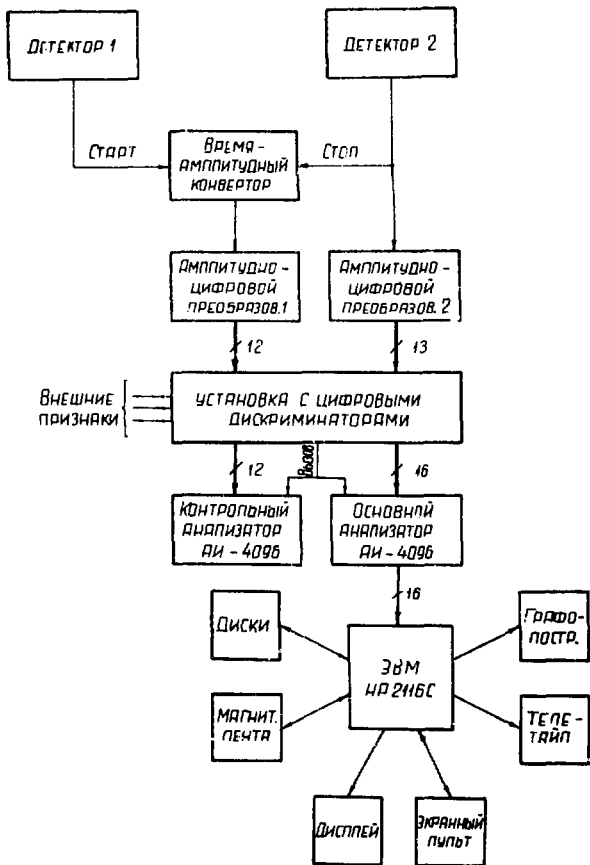 ДЕТЕКТОР 1
ДЕТЕКТОР 2
СТАРТ
ВРЕМА-
АМПЛИТУДНЫЙ
КОНВЕРТОР
СТОП
АМПЛИТУДНО-
ЦИФРОВОЙ
ПРЕОБРАЗОВ.1
АМПЛИТУДНО-
ЦИФРОВОЙ
ПРЕОБРАЗОВ. 2
12
13
ВНЕШНИЕ
ПРИЗНАКИ
УСТАНОВКА С ЦИФРОВЫМИ
ДИСКРИМИНАТОРАМИ
12
ВЫЗОВ
16
КОНТРОЛЬНЫЙ
АНАЛИЗАТОР
АИ-4096
ОСНОВНОЙ
АНАЛИЗАТОР
АИ-4096
16
ДИСКИ
ГРАФО-
ПОСТР.
ЭВМ
HP 2116C
МАГНИТ.
ЛЕНТА
ТЕЛЕ-
ТАЙП
ДИСПЛЕЙ
ЭКРАННЫЙ
ПУЛЬТ